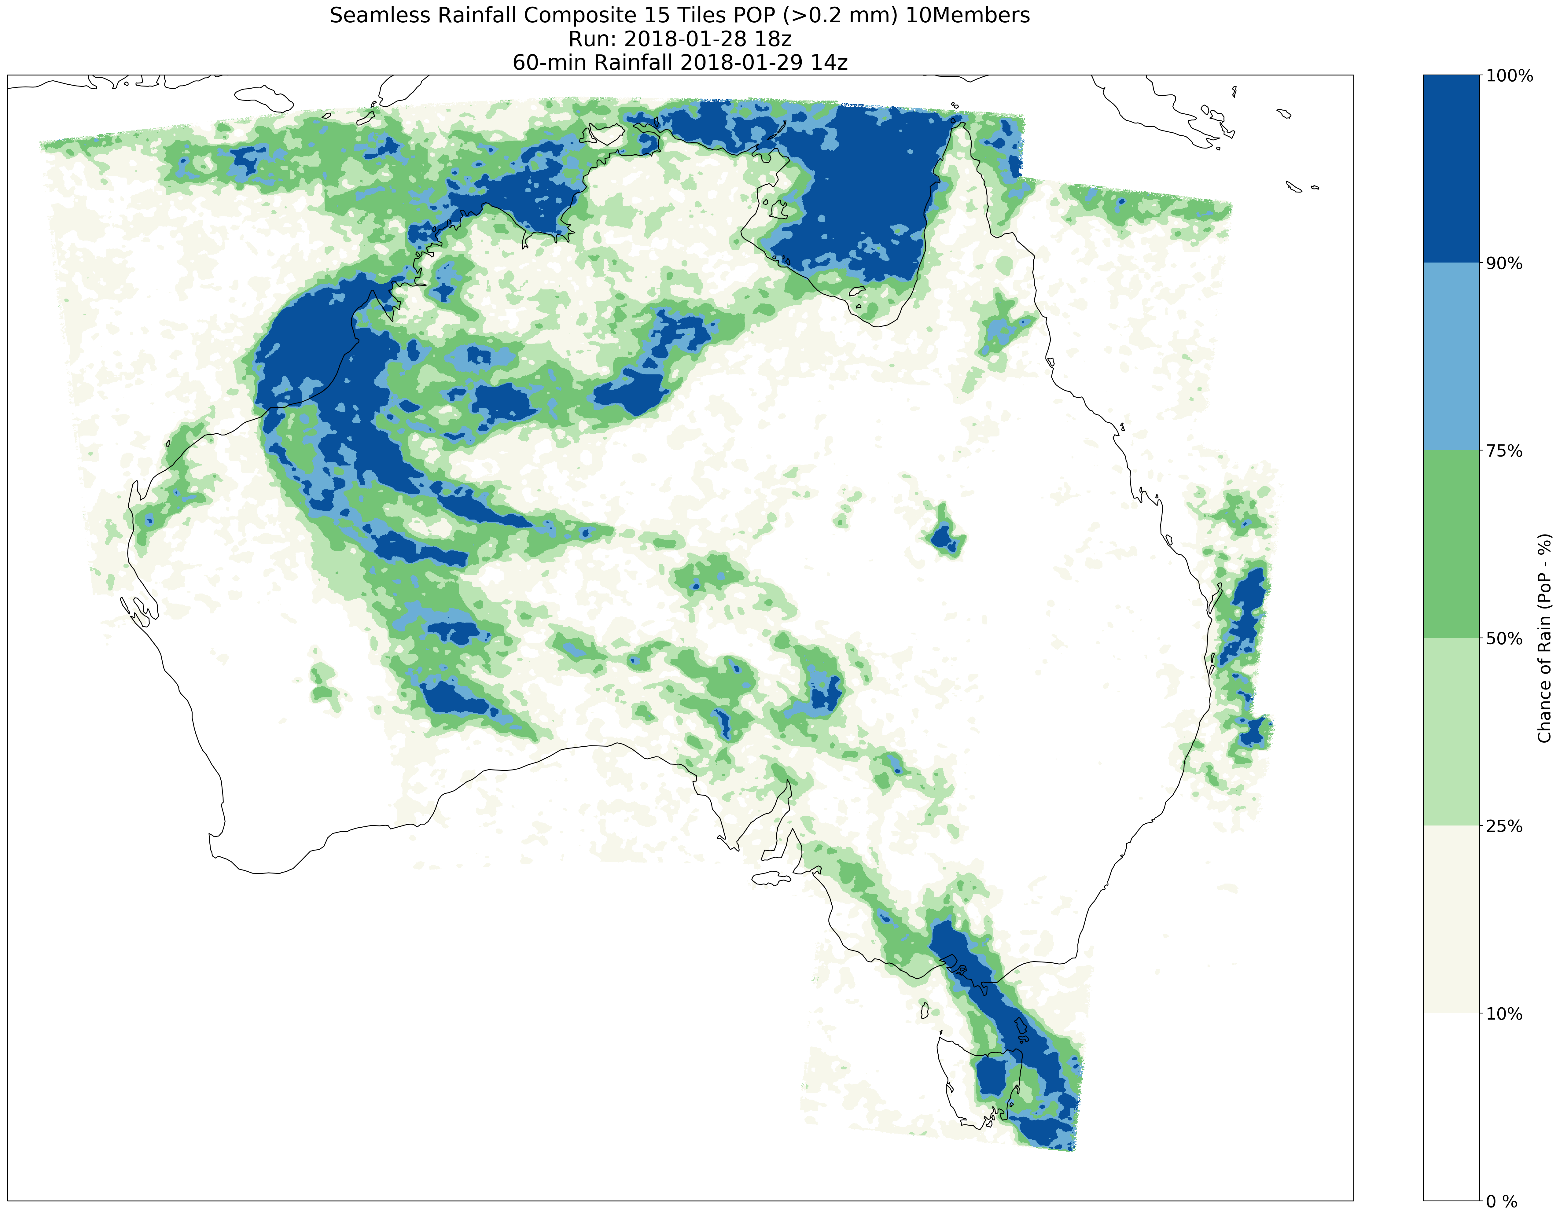 Seamless Rainfall Composite 15 Tiles POP (>0.2 mm) 10Members
Run: 2018-01-28 18z
60-min Rainfall 2018-01-29 14z
100%
90%
75%
50%
25%
10%
0 %
Chance of Rain (PoP - %)